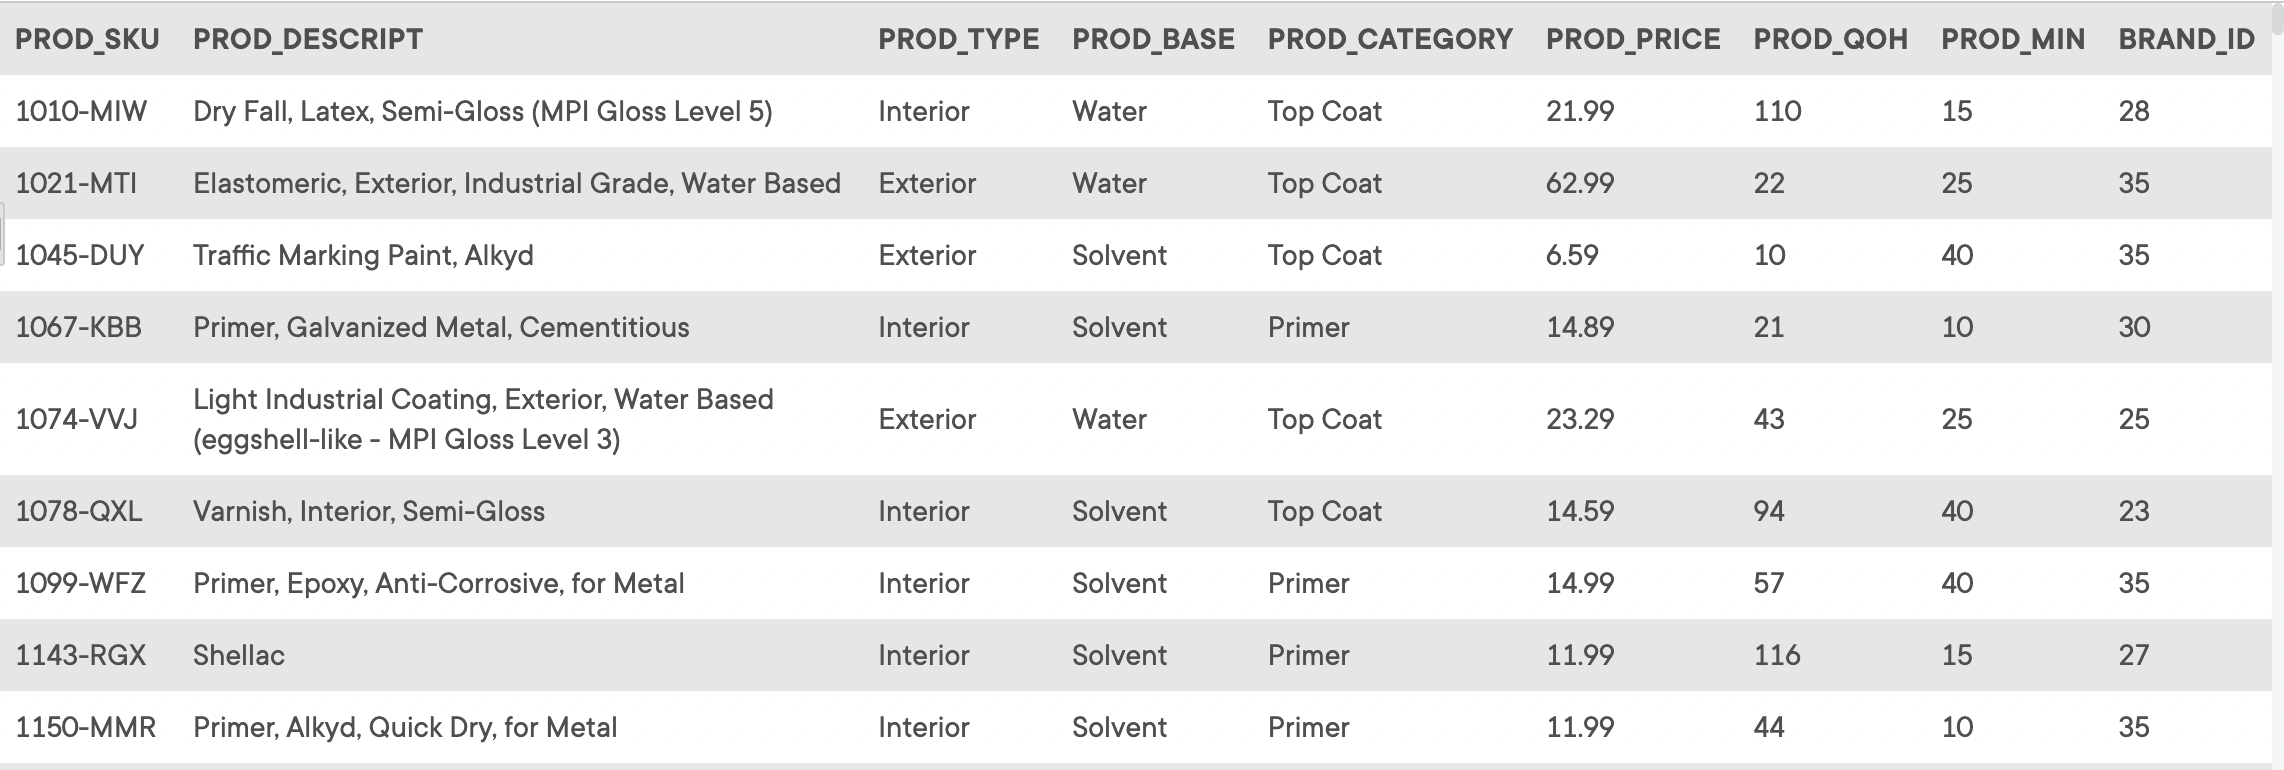 PROD_SKU PROD_DESCRIPT PROD_TYPE PROD_BASE PROD_CATEGORY PROD_PRICE PROD_QOH PROD_MIN BRAND_ID
1010-MIW Dry Fall, Latex, Semi-Gloss (MPI Gloss Level 5) Interior Water Top Coat 21.99 110 15 28
1021-MTI Elastomeric, Exterior, Industrial Grade, Water Based Exterior Water Top Coat 62.99 22 25 35
1045-DUY Traffic Marking Paint, Alkyd Exterior Solvent Top Coat 6.59 10 40 35
1067-KBB Primer, Galvanized Metal, Cementitious Interior Solvent Primer 14.89 21 10 30
1074-VVJ Light Industrial Coating, Exterior, Water Based
(eggshell-like - MPI Gloss Level 3) Exterior Water Top Coat 23.29 43 25 25
1078-QXL Varnish, Interior, Semi-Gloss Interior Solvent Top Coat 14.59 94 40 23
1099-WFZ Primer, Epoxy, Anti-Corrosive, for Metal Interior Solvent Primer 14.99 57 40 35
1143-RGX Shellac Interior Solvent Primer 11.99 116 15 27
1150-MMR Primer, Alkyd, Quick Dry, for Metal Interior Solvent Primer 11.99 44 10 35